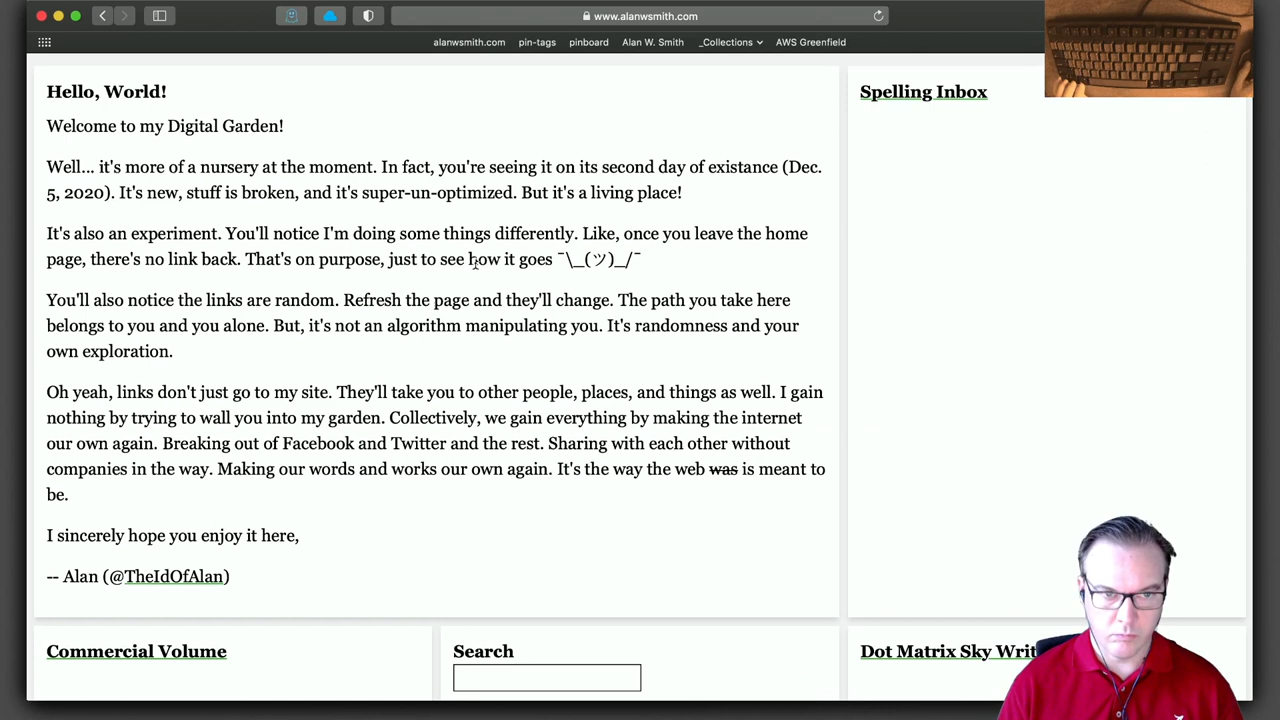 www.alanwsmith.com
alanwsmith.com pin-tags pinboard Alan W. Smith _Collections AWS Greenfield
Hello, World!
Welcome to my Digital Garden!
Well... it's more of a nursery at the moment. In fact, you're seeing it on its second day of existance (Dec.
5, 2020). It's new, stuff is broken, and it's super-un-optimized. But it's a living place!
It's also an experiment. You'll notice I'm doing some things differently. Like, once you leave the home
page, there's no link back. That's on purpose, just to see how it goes ¯\_(ツ)_/¯
You'll also notice the links are random. Refresh the page and they'll change. The path you take here
belongs to you and you alone. But, it's not an algorithm manipulating you. It's randomness and your
own exploration.
Oh yeah, links don't just go to my site. They'll take you to other people, places, and things as well. I gain
nothing by trying to wall you into my garden. Collectively, we gain everything by making the internet
our own again. Breaking out of Facebook and Twitter and the rest. Sharing with each other without
companies in the way. Making our words and works our own again. It's the way the web was is meant to
be.
I sincerely hope you enjoy it here,
-- Alan (@TheIdOfAlan)
Spelling Inbox
Commercial Volume
Search
Dot Matrix Sky Writ